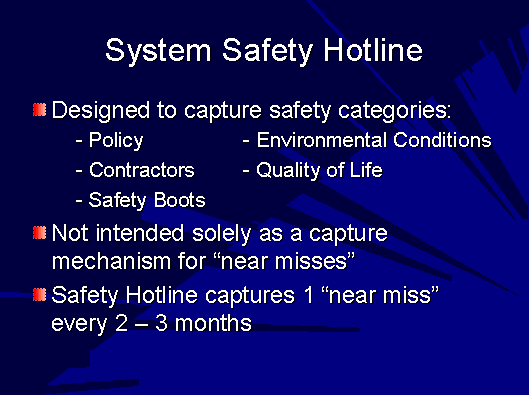 System Safety Hotline
Designed to capture safety categories:
- Policy - Environmental Conditions
- Contractors - Quality of Life
- Safety Boots
Not intended solely as a capture
mechanism for “near misses”
Safety Hotline captures 1 “near miss”
every 2 – 3 months